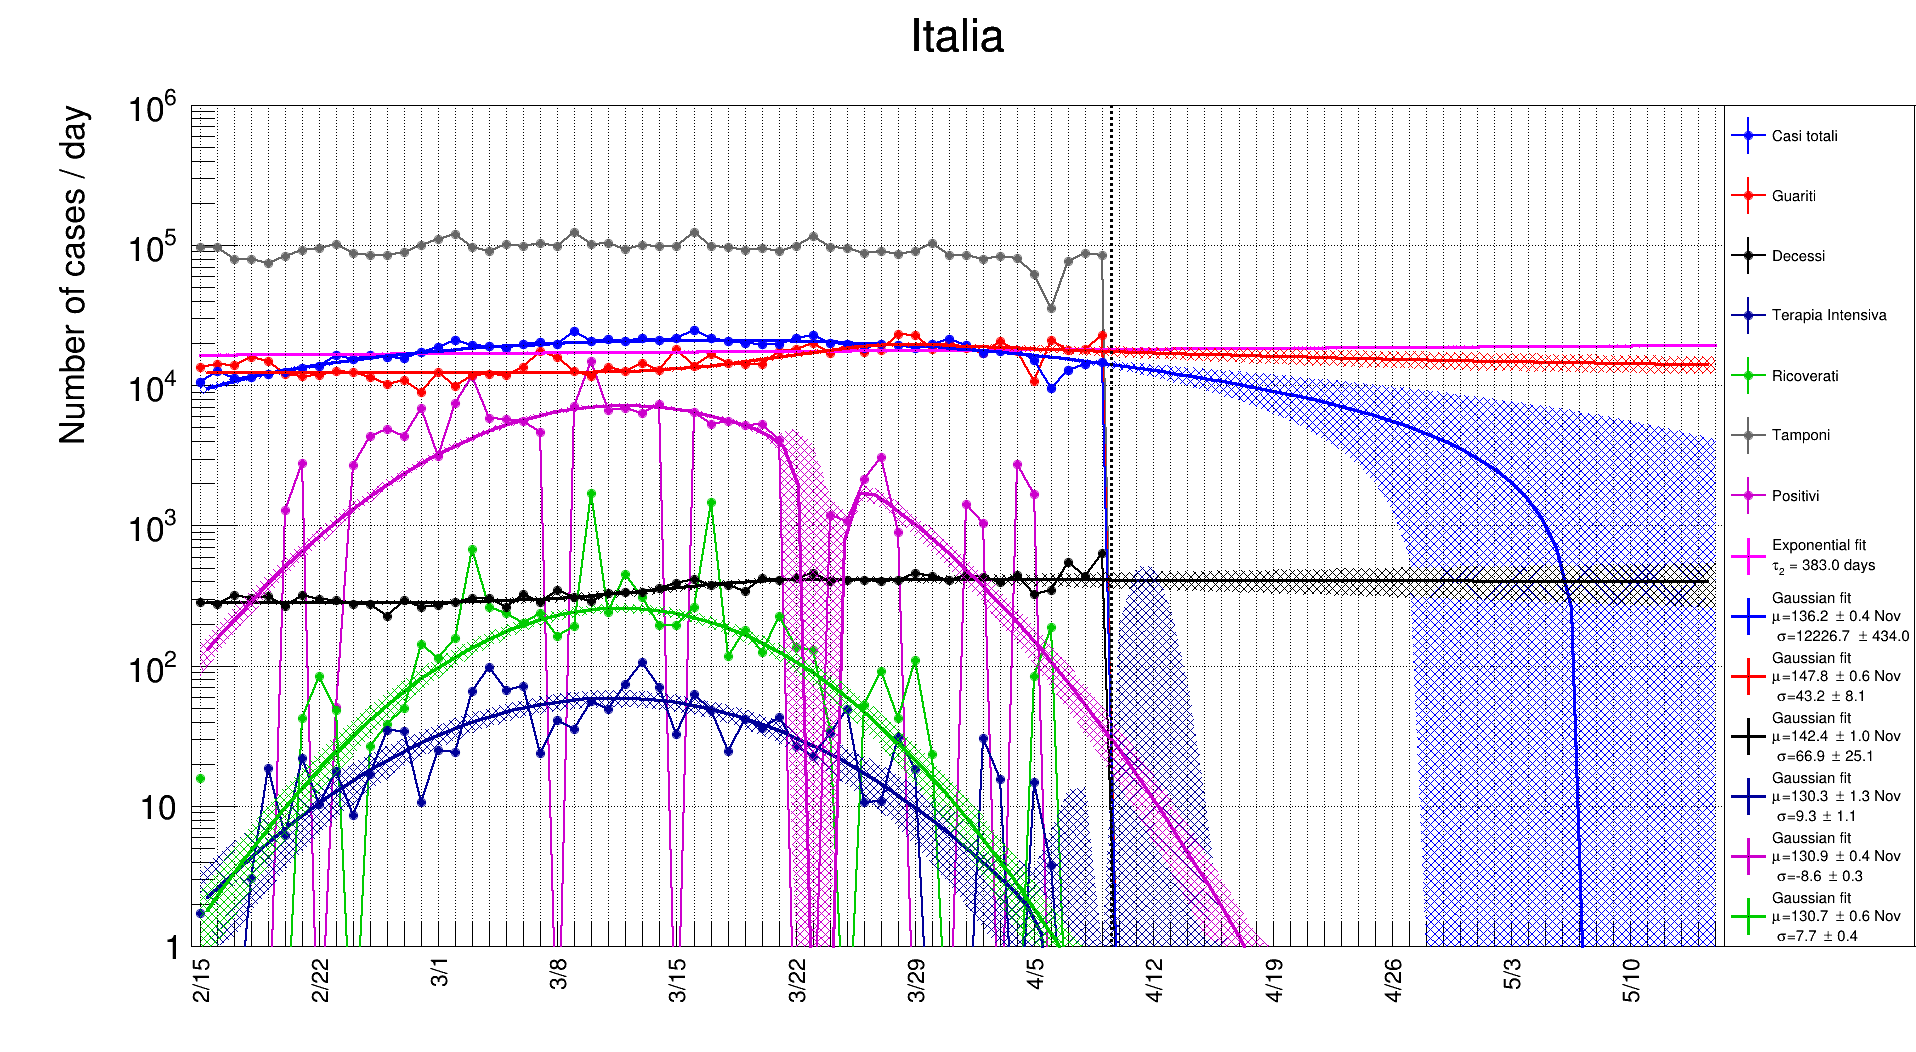 Italia
Number of cases / day
10^6
10^5
10^4
10^3
10^2
10
1
2/15
2/22
3/1
3/8
3/15
3/22
3/29
4/5
4/12
4/19
4/26
5/3
5/10
Casi totali
Guariti
Decessi
Terapia Intensiva
Ricoverati
Tamponi
Positivi
Exponential fit
τ₂ = 383.0 days
Gaussian fit
μ=136.2 ± 0.4 Nov
σ=12226.7 ± 434.0
Gaussian fit
μ=147.8 ± 0.6 Nov
σ=43.2 ± 8.1
Gaussian fit
μ=142.4 ± 1.0 Nov
σ=66.9 ± 25.1
Gaussian fit
μ=130.3 ± 1.3 Nov
σ=9.3 ± 1.1
Gaussian fit
μ=130.9 ± 0.4 Nov
σ=-8.6 ± 0.3
Gaussian fit
μ=130.7 ± 0.6 Nov
σ=7.7 ± 0.4